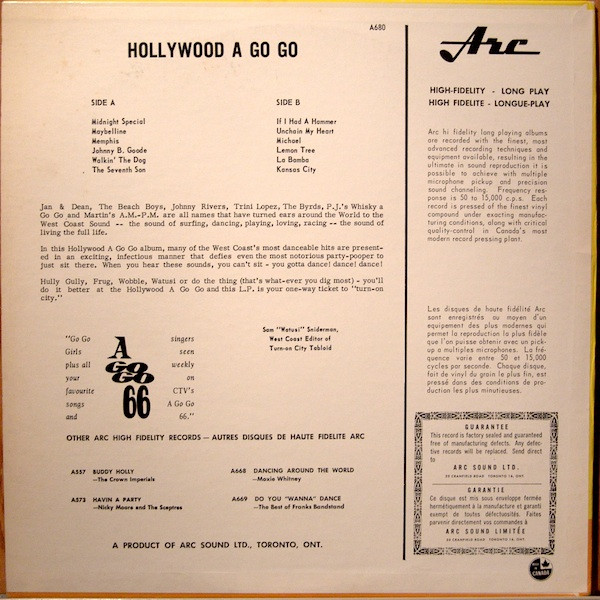 A680
HOLLYWOOD A GO GO
SIDE A
Midnight Special
Maybelline
Memphis
Johnny B. Goode
Walkin' The Dog
The Seventh Son
SIDE B
If I Had A Hammer
Unchain My Heart
Michael
Lemon Tree
La Bamba
Kansas City
Jan & Dean, The Beach Boys, Johnny Rivers, Trini Lopez, The Byrds, P.J.'s Whisky a
Go Go and Martin's A.M.-P.M. are all names that have turned ears around the World to the
West Coast Sound -- the sound of surfing, dancing, playing, loving, racing -- the sound of
living the full life.
In this Hollywood A Go Go album, many of the West Coast's most danceable hits are present-
ed in an exciting, infectious manner that defies even the most notorious party-pooper to
just sit there. When you hear these sounds, you can't sit - you gotta dance! dance! dance!
Hully Gully, Frug, Wobble, Watusi or do the thing (that's what-ever you dig most) - you'll
do it better at the Hollywood A Go Go and this L.P. is your one-way ticket to "turn-on
city."
Sam "Watusi" Sniderman,
West Coast Editor of
Turn-on City Tabloid
"Go Go singers
Girls seen
plus all weekly
your on
favourite CTV's
songs A Go Go
and 66."
A
GO
GO
66
OTHER ARC HIGH FIDELITY RECORDS — AUTRES DISQUES DE HAUTE FIDELITE ARC
A557 BUDDY HOLLY
—The Crown Imperials
A573 HAVIN A PARTY
—Nicky Moore and The Sceptres
A668 DANCING AROUND THE WORLD
—Moxie Whitney
A669 DO YOU "WANNA" DANCE
—The Best of Franks Bandstand
A PRODUCT OF ARC SOUND LTD., TORONTO, ONT.
Arc
HIGH-FIDELITY - LONG PLAY
HIGH FIDELITE - LONGUE-PLAY
Arc hi fidelity long playing albums
are recorded with the finest, most
advanced recording techniques and
equipment available, resulting in the
ultimate in sound reproduction it is
possible to achieve with multiple
microphone pickup and precision
sound channeling. Frequency res-
ponse is 50 to 15,000 c.p.s. Each
record is pressed of the finest vinyl
compound under exacting manufac-
turing conditions, along with critical
quality-control in Canada's most
modern record pressing plant.
Les disques de haute fidélité Arc
sont enregistrés au moyen d'un
equipement des plus modernes qui
permet la reproduction la plus fidèle
que l'on puisse obtenir avec un pick-
up a multiples microphones. La fré-
quence varie entre 50 et 15,000
cycles par seconde. Chaque disque,
fait de vinyl du grain le plus fin, est
pressé dans des conditions de pro-
duction les plus minutieuses.
GUARANTEE
This record is factory sealed and guaranteed
free of manufacturing defects. Any defec-
tive records will be replaced. Send direct
to
ARC SOUND LTD.
TORONTO 16, ONT.
GARANTIE
Ce disque est mis sous enveloppe fermée
hermétiquement à la manufacture et garanti
exempt de toutes défectuosités. Faites
parvenir directement vos commandes à
ARC SOUND LIMITÉE
TORONTO 16, ONT.
CANADA